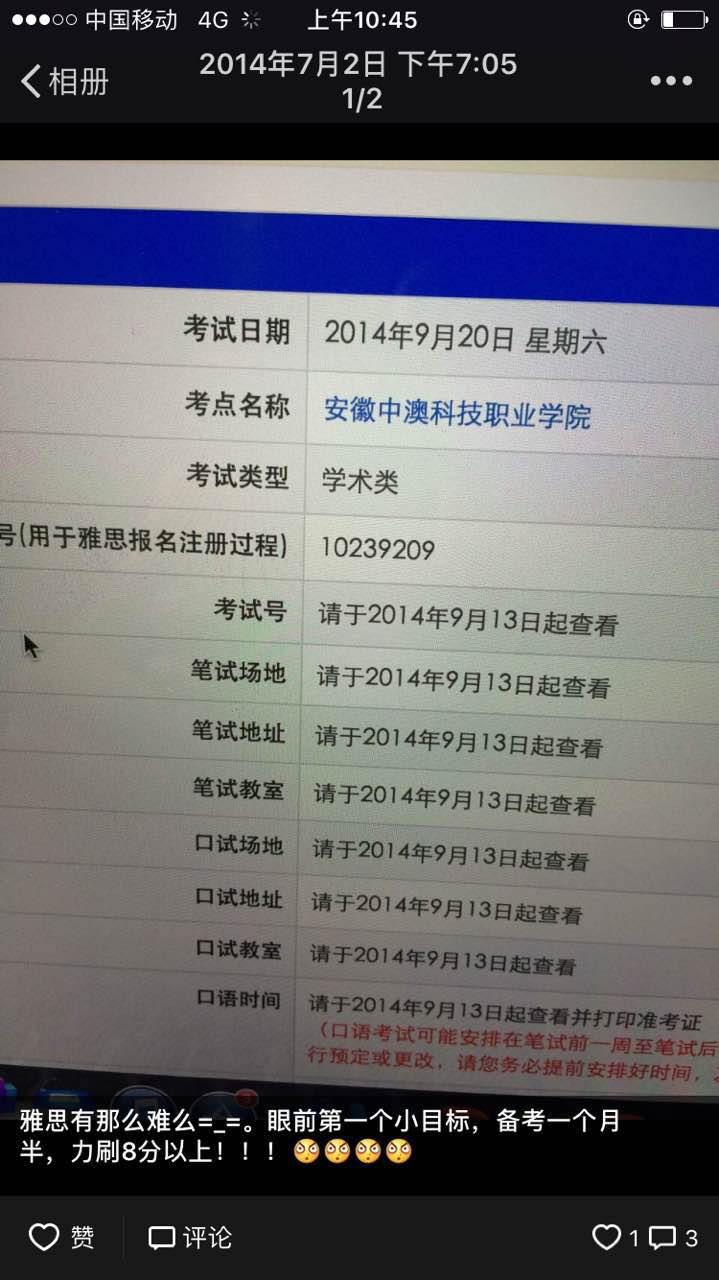 中国移动 4G 上午10:45
相册
2014年7月2日 下午7:05
1/2
考试日期 2014年9月20日 星期六
考点名称 安徽中澳科技职业学院
考试类型 学术类
号(用于雅思报名注册过程) 10239209
考试号 请于2014年9月13日起查看
笔试场地 请于2014年9月13日起查看
笔试地址 请于2014年9月13日起查看
笔试教室 请于2014年9月13日起查看
口试场地 请于2014年9月13日起查看
口试地址 请于2014年9月13日起查看
口试教室 请于2014年9月13日起查看
口语时间 请于2014年9月13日起查看并打印准考证
（口语考试可能安排在笔试前一周至笔试后
行预定或更改，请您务必提前安排好时间，
雅思有那么难么=_=。眼前第一个小目标，备考一个月
半，力刷8分以上！！！
赞 评论 1 3